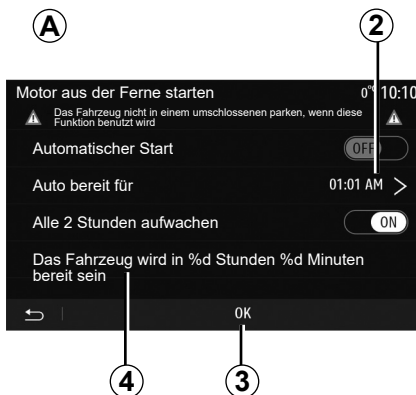 A
2
Motor aus der Ferne starten 0° 10:10
Das Fahrzeug nicht in einem umschlossenen parken, wenn diese
Funktion benutzt wird
Automatischer Start OFF
Auto bereit für 01:01 AM >
Alle 2 Stunden aufwachen ON
Das Fahrzeug wird in %d Stunden %d Minuten
bereit sein
OK
4
3